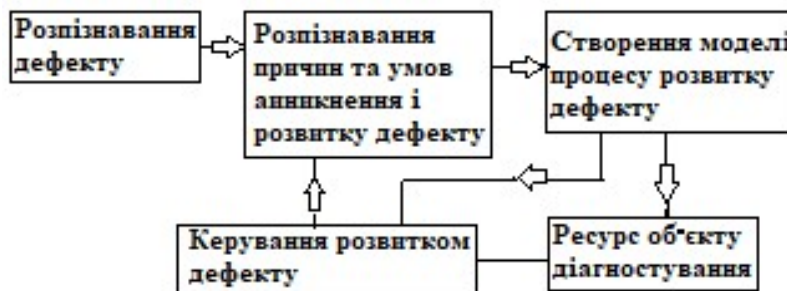 Розпізнавання
дефекту
Розпізнавання
причин та умов
анникнення і
розвитку дефекту
Створення моделі
процесу розвитку
дефекту
Керування розвитком
дефекту
Ресурс об'єкту
діагностування